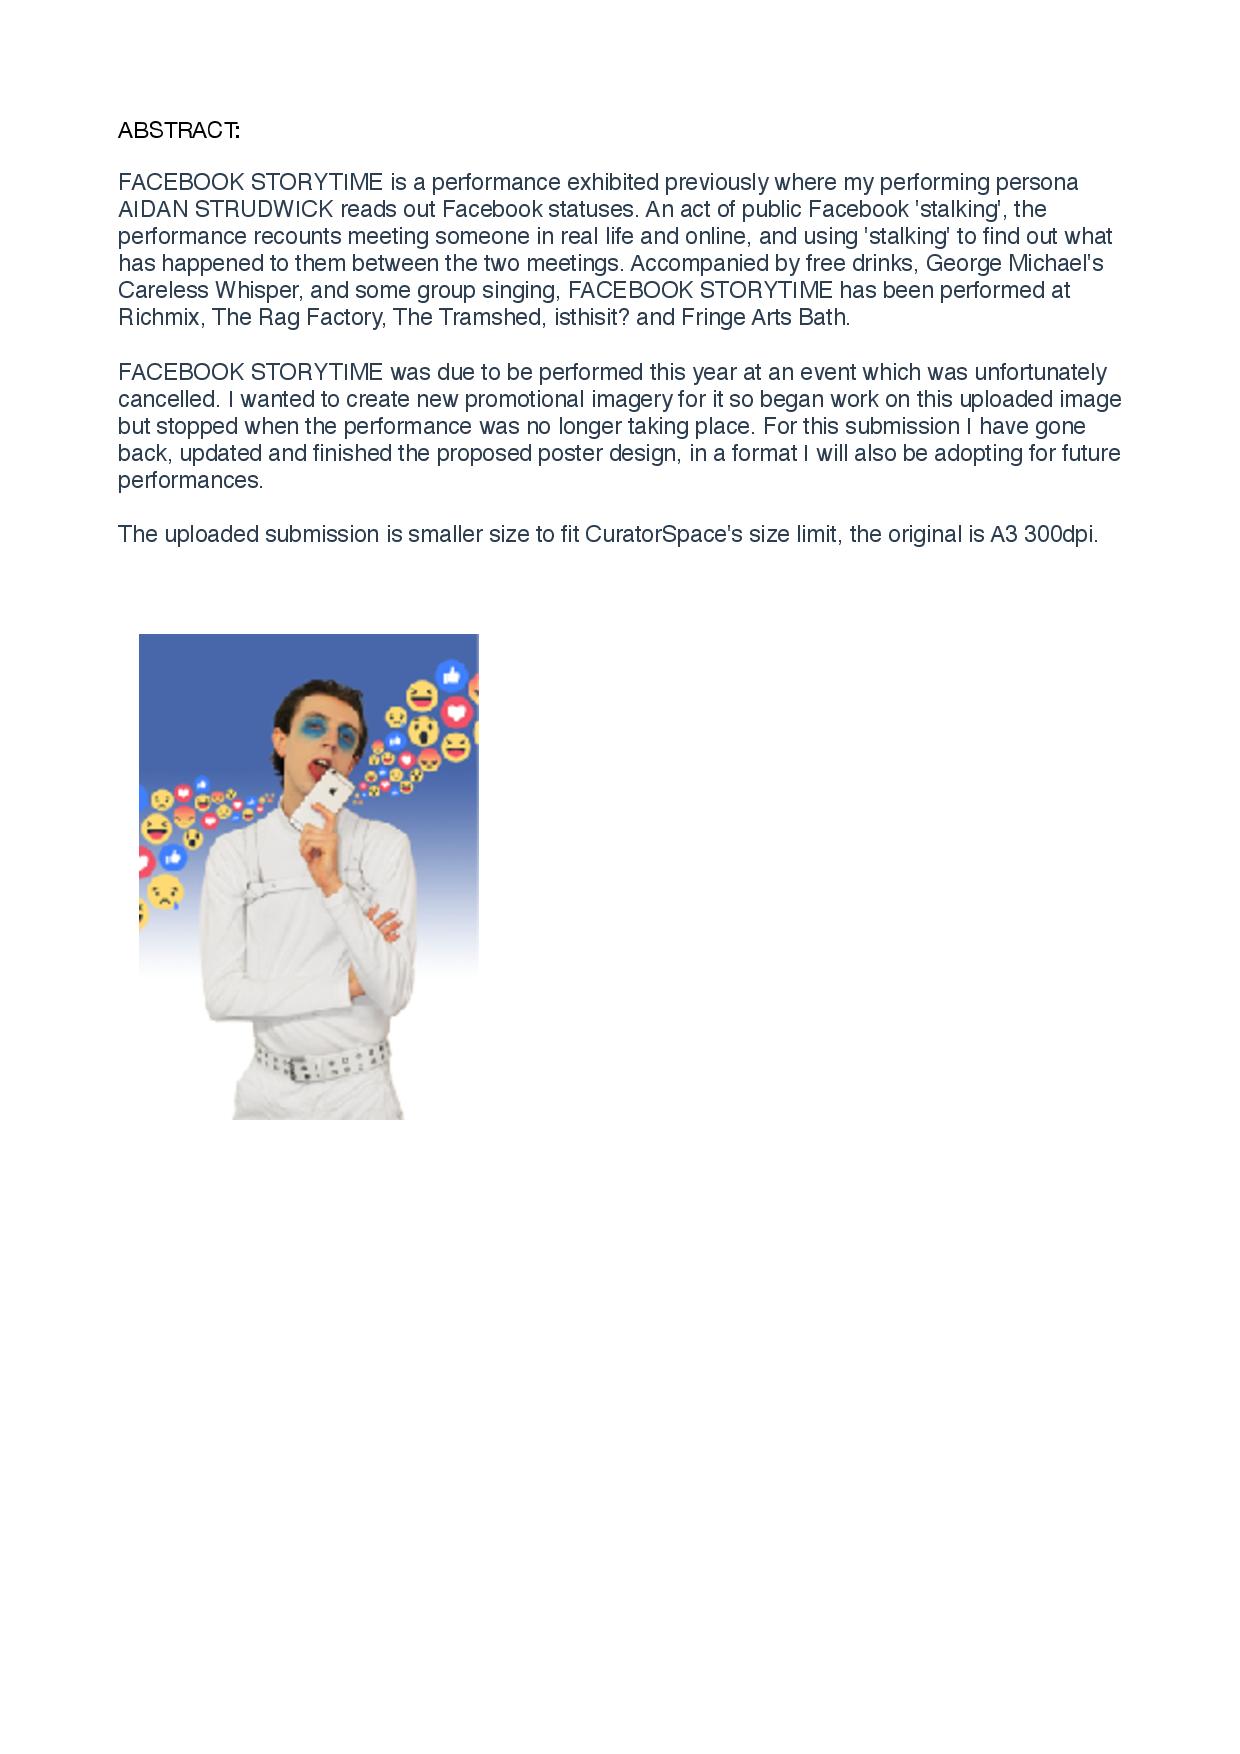 ABSTRACT:
FACEBOOK STORYTIME is a performance exhibited previously where my performing persona
AIDAN STRUDWICK reads out Facebook statuses. An act of public Facebook 'stalking', the
performance recounts meeting someone in real life and online, and using 'stalking' to find out what
has happened to them between the two meetings. Accompanied by free drinks, George Michael's
Careless Whisper, and some group singing, FACEBOOK STORYTIME has been performed at
Richmix, The Rag Factory, The Tramshed, isthisit? and Fringe Arts Bath.
FACEBOOK STORYTIME was due to be performed this year at an event which was unfortunately
cancelled. I wanted to create new promotional imagery for it so began work on this uploaded image
but stopped when the performance was no longer taking place. For this submission I have gone
back, updated and finished the proposed poster design, in a format I will also be adopting for future
performances.
The uploaded submission is smaller size to fit CuratorSpace's size limit, the original is A3 300dpi.